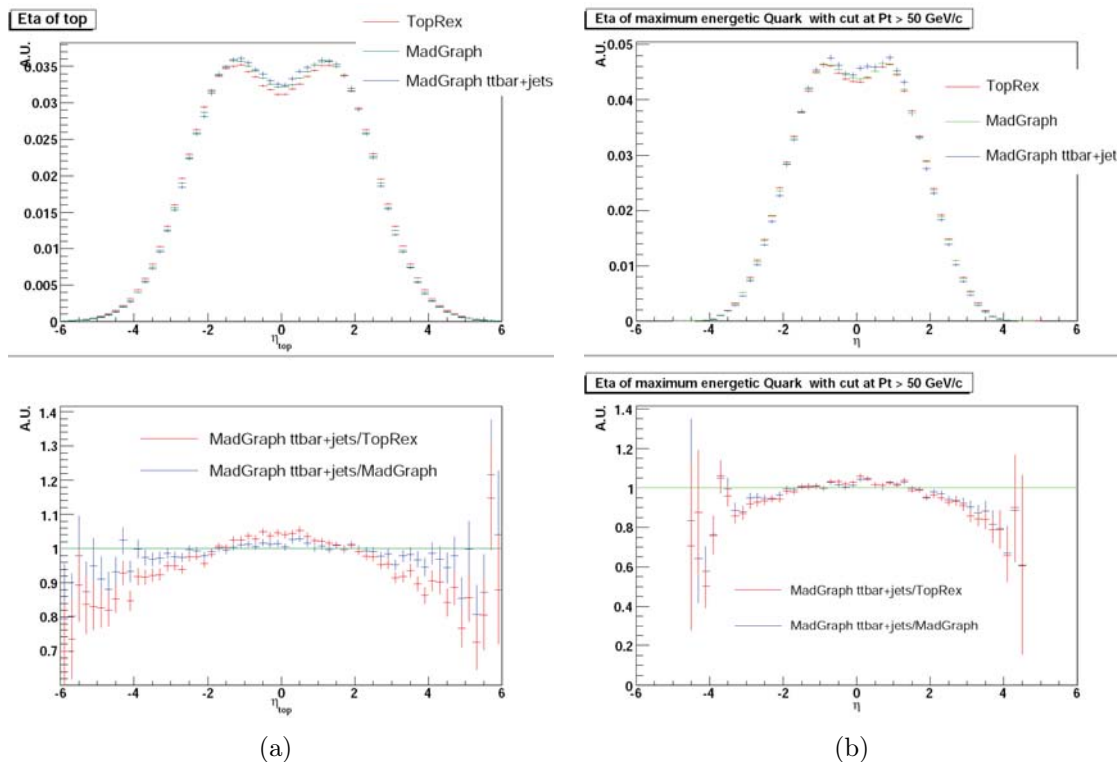 Eta of top
A.U.
0.035
0.03
0.025
0.02
0.015
0.01
0.005
0
-6 -4 -2 0 2 4 6
η_top
TopRex
MadGraph
MadGraph ttbar+jets
Eta of maximum energetic Quark with cut at Pt > 50 GeV/c
A.U.
0.05
0.04
0.03
0.02
0.01
0
-6 -4 -2 0 2 4 6
η
TopRex
MadGraph
MadGraph ttbar+jet
A.U.
1.4
1.3
1.2
1.1
1
0.9
0.8
0.7
-6 -4 -2 0 2 4 6
η_top
MadGraph ttbar+jets/TopRex
MadGraph ttbar+jets/MadGraph
Eta of maximum energetic Quark with cut at Pt > 50 GeV/c
A.U.
1.4
1.2
1
0.8
0.6
0.4
0.2
0
-6 -4 -2 0 2 4 6
η
MadGraph ttbar+jets/TopRex
MadGraph ttbar+jets/MadGraph
(a)
(b)